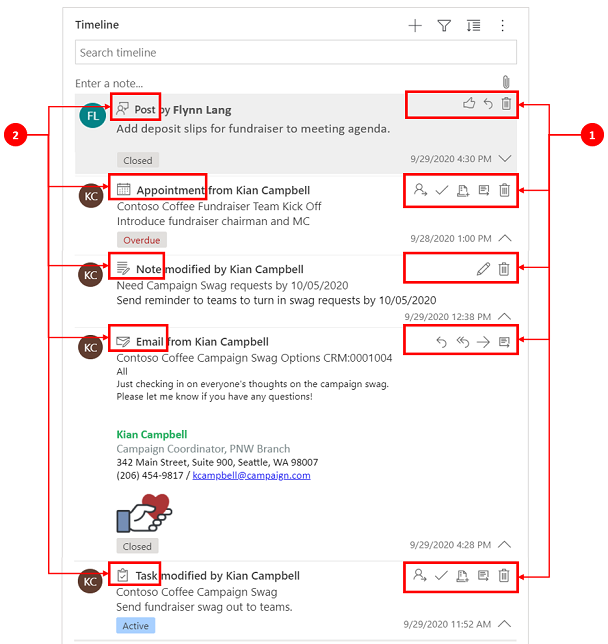 Timeline
Search timeline
Enter a note...
FL
Post by Flynn Lang
Add deposit slips for fundraiser to meeting agenda.
Closed
9/29/2020 4:30 PM
2
1
KC
Appointment from Kian Campbell
Contoso Coffee Fundraiser Team Kick Off
Introduce fundraiser chairman and MC
Overdue
9/28/2020 1:00 PM
KC
Note modified by Kian Campbell
Need Campaign Swag requests by 10/05/2020
Send reminder to teams to turn in swag requests by 10/05/2020
9/29/2020 12:38 PM
KC
Email from Kian Campbell
Contoso Coffee Campaign Swag Options CRM:0001004
All
Just checking in on everyone's thoughts on the campaign swag.
Please let me know if you have any questions!
Kian Campbell
Campaign Coordinator, PNW Branch
342 Main Street, Suite 900, Seattle, WA 98007
(206) 454-9817 / kcampbell@campaign.com
Closed
9/29/2020 4:28 PM
KC
Task modified by Kian Campbell
Contoso Coffee Campaign Swag
Send fundraiser swag out to teams.
Active
9/29/2020 11:52 AM